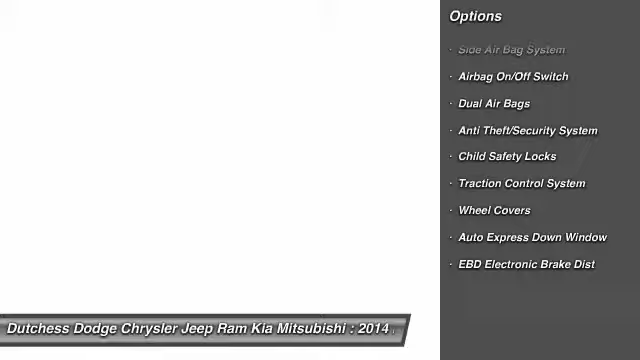 Options
· Side Air Bag System
· Airbag On/Off Switch
· Dual Air Bags
· Anti Theft/Security System
· Child Safety Locks
· Traction Control System
· Wheel Covers
· Auto Express Down Window
· EBD Electronic Brake Dist
Dutchess Dodge Chrysler Jeep Ram Kia Mitsubishi : 2014